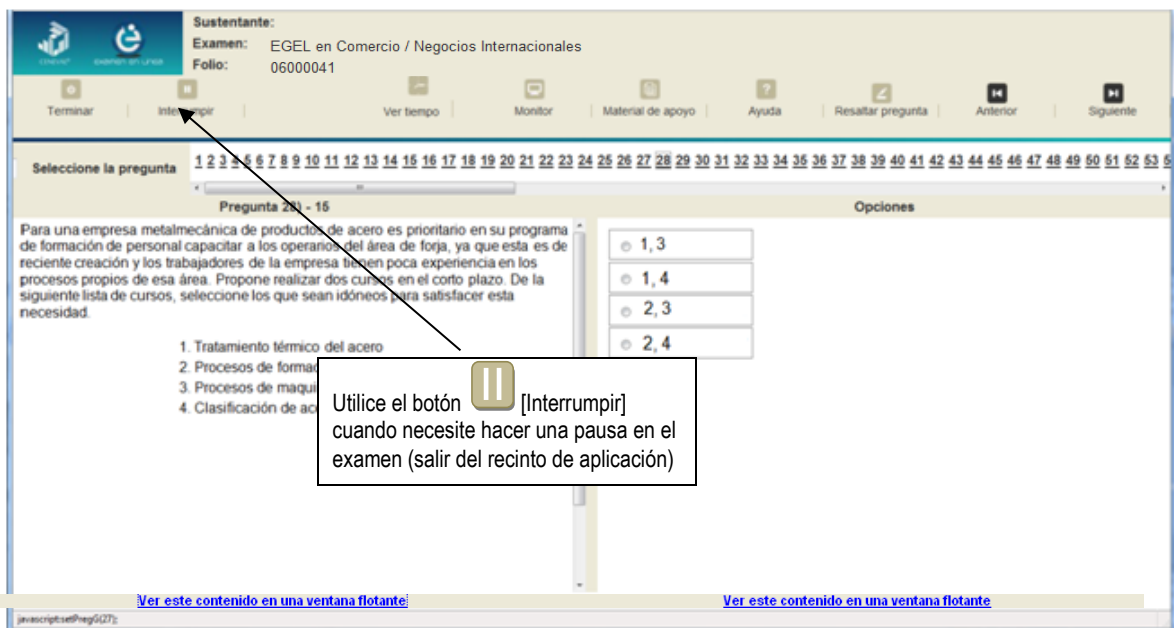 Sustentante:
Examen: EGEL en Comercio / Negocios Internacionales
Folio: 06000041
CENEVAL
Terminar Interrumpir Ver tiempo Monitor Material de apoyo Ayuda Resaltar pregunta Anterior Siguiente
Seleccione la pregunta 1 2 3 4 5 6 7 8 9 10 11 12 13 14 15 16 17 18 19 20 21 22 23 24 25 26 27 28 29 30 31 32 33 34 35 36 37 38 39 40 41 42 43 44 45 46 47 48 49 50 51 52 53 5
Pregunta 28) - 15
Opciones
Para una empresa metalmecánica de productos de acero es prioritario en su programa
de formación de personal capacitar a los operarios del área de forja, ya que esta es de
reciente creación y los trabajadores de la empresa tienen poca experiencia en los
procesos propios de esa área. Propone realizar dos cursos en el corto plazo. De la
siguiente lista de cursos, seleccione los que sean idóneos para satisfacer esta
necesidad.
1. Tratamiento térmico del acero
2. Procesos de formad
3. Procesos de maqui
4. Clasificación de ace
1, 3
1, 4
2, 3
2, 4
Utilice el botón [Interrumpir]
cuando necesite hacer una pausa en el
examen (salir del recinto de aplicación)
Ver este contenido en una ventana flotante
Ver este contenido en una ventana flotante
javascript:setPregG(27);